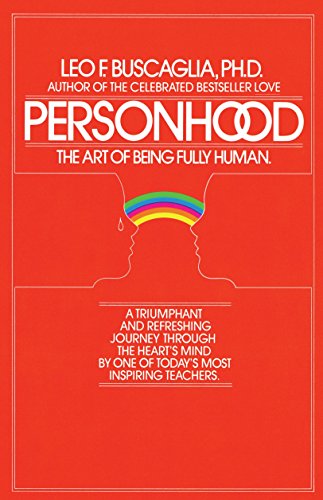 LEO F. BUSCAGLIA, PH.D.
AUTHOR OF THE CELEBRATED BESTSELLER LOVE
PERSONHOOD
THE ART OF BEING FULLY HUMAN.
A TRIUMPHANT
AND REFRESHING
JOURNEY THROUGH
THE HEART'S MIND
BY ONE OF TODAY'S MOST
INSPIRING TEACHERS.